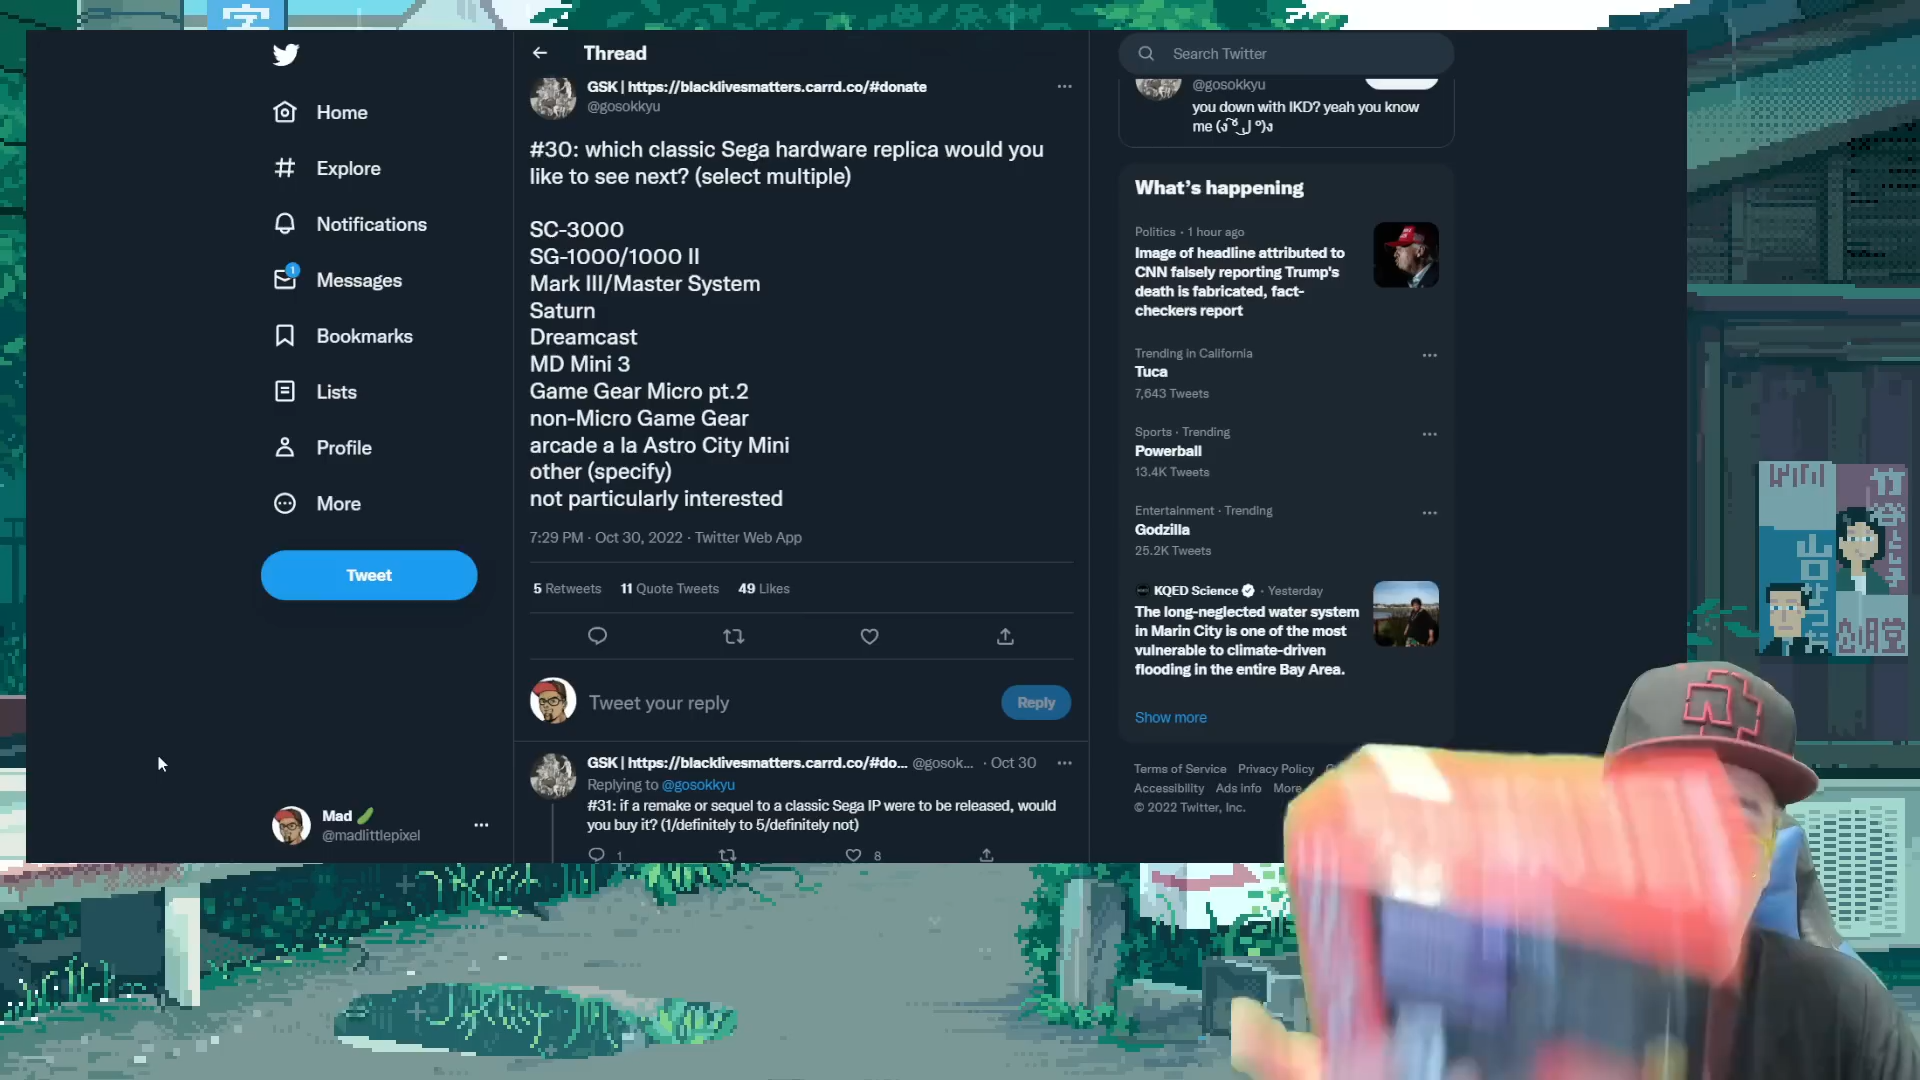 Home
Explore
Notifications
1
Messages
Bookmarks
Lists
Profile
More
Tweet
Mad
@madlittlepixel
Thread
GSK | https://blacklivesmatters.carrd.co/#donate
@gosokkyu
#30: which classic Sega hardware replica would you
like to see next? (select multiple)
SC-3000
SG-1000/1000 II
Mark III/Master System
Saturn
Dreamcast
MD Mini 3
Game Gear Micro pt.2
non-Micro Game Gear
arcade a la Astro City Mini
other (specify)
not particularly interested
7:29 PM · Oct 30, 2022 · Twitter Web App
5 Retweets 11 Quote Tweets 49 Likes
Tweet your reply
Reply
GSK | https://blacklivesmatters.carrd.co/#do... @gosok... · Oct 30
Replying to @gosokkyu
#31: if a remake or sequel to a classic Sega IP were to be released, would
you buy it? (1/definitely to 5/definitely not)
1 8
Search Twitter
@gosokkyu
you down with IKD? yeah you know
me
What's happening
Politics · 1 hour ago
Image of headline attributed to
CNN falsely reporting Trump's
death is fabricated, fact-
checkers report
Trending in California
Tuca
7,643 Tweets
Sports · Trending
Powerball
13.4K Tweets
Entertainment · Trending
Godzilla
25.2K Tweets
KQED Science · Yesterday
The long-neglected water system
in Marin City is one of the most
vulnerable to climate-driven
flooding in the entire Bay Area.
Show more
Terms of Service Privacy Policy
Accessibility Ads info More
© 2022 Twitter, Inc.